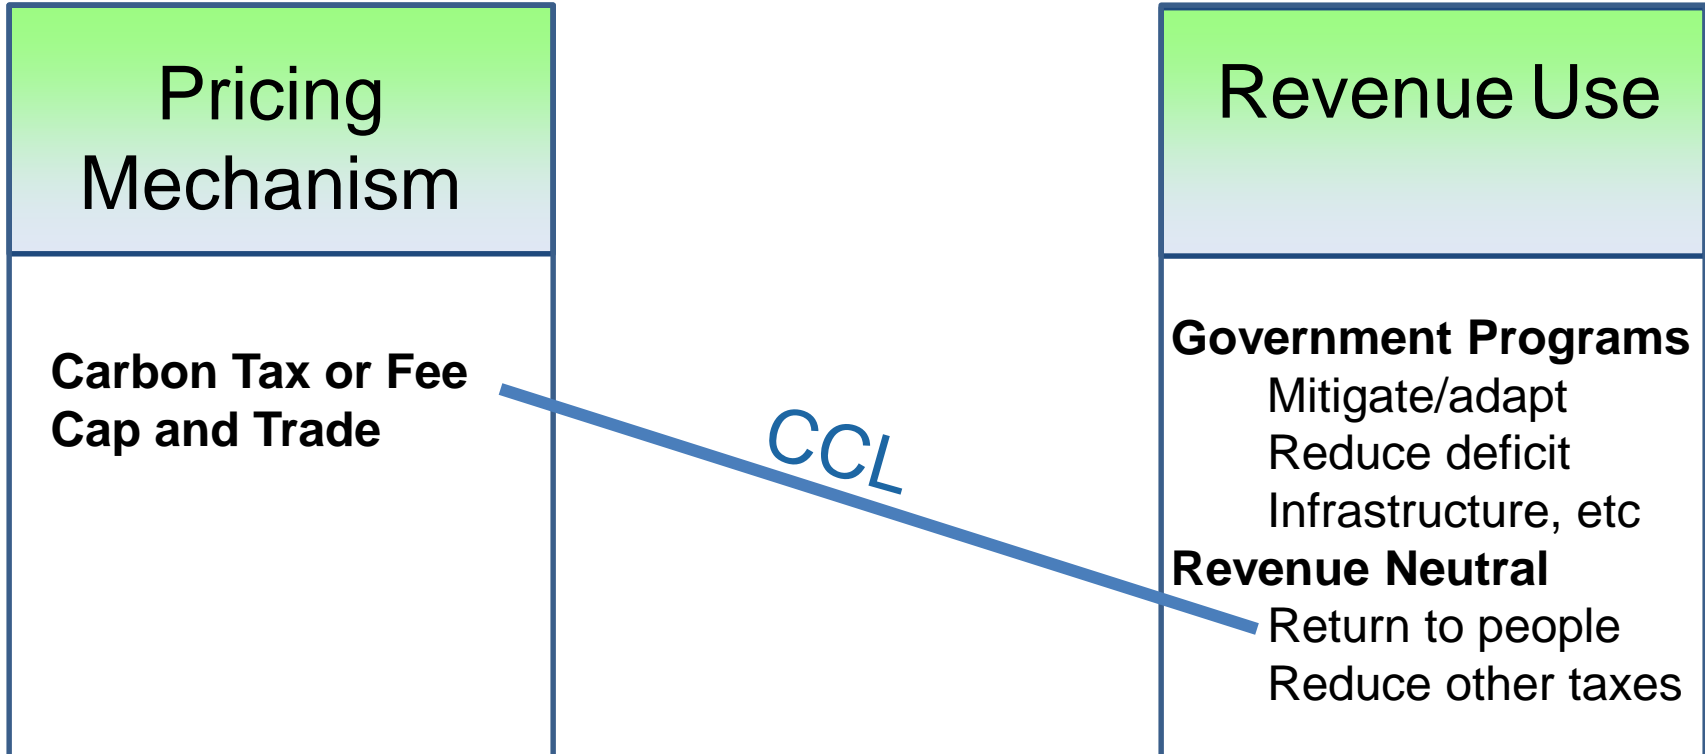 Pricing
Mechanism
Carbon Tax or Fee
Cap and Trade
CCL
Revenue Use
Government Programs
Mitigate/adapt
Reduce deficit
Infrastructure, etc
Revenue Neutral
Return to people
Reduce other taxes